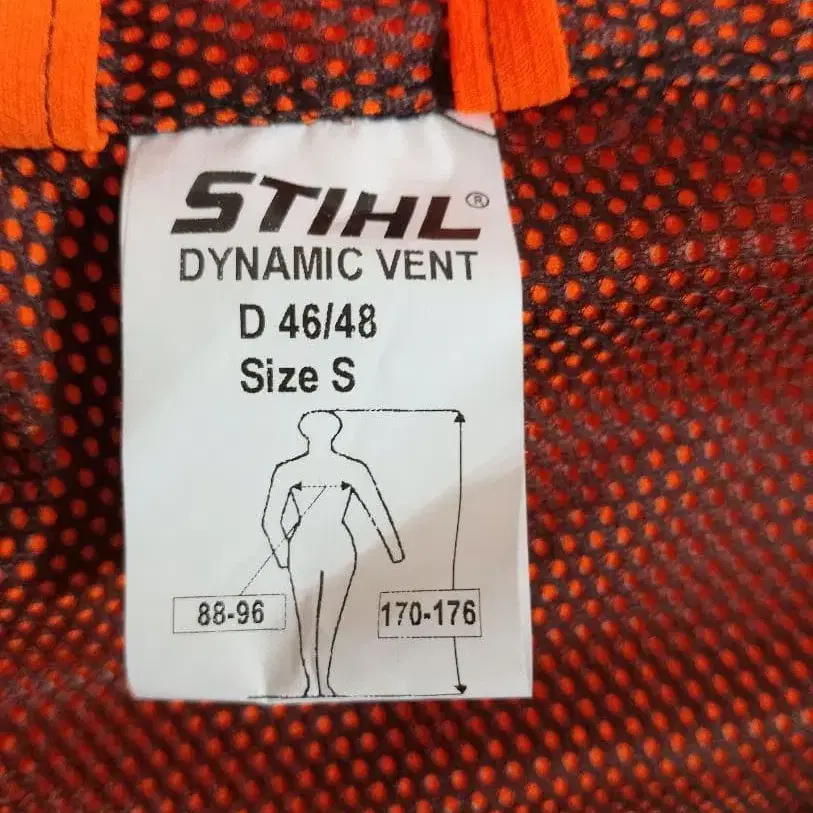 STIHL®
DYNAMIC VENT
D 46/48
Size S
88-96
170-176